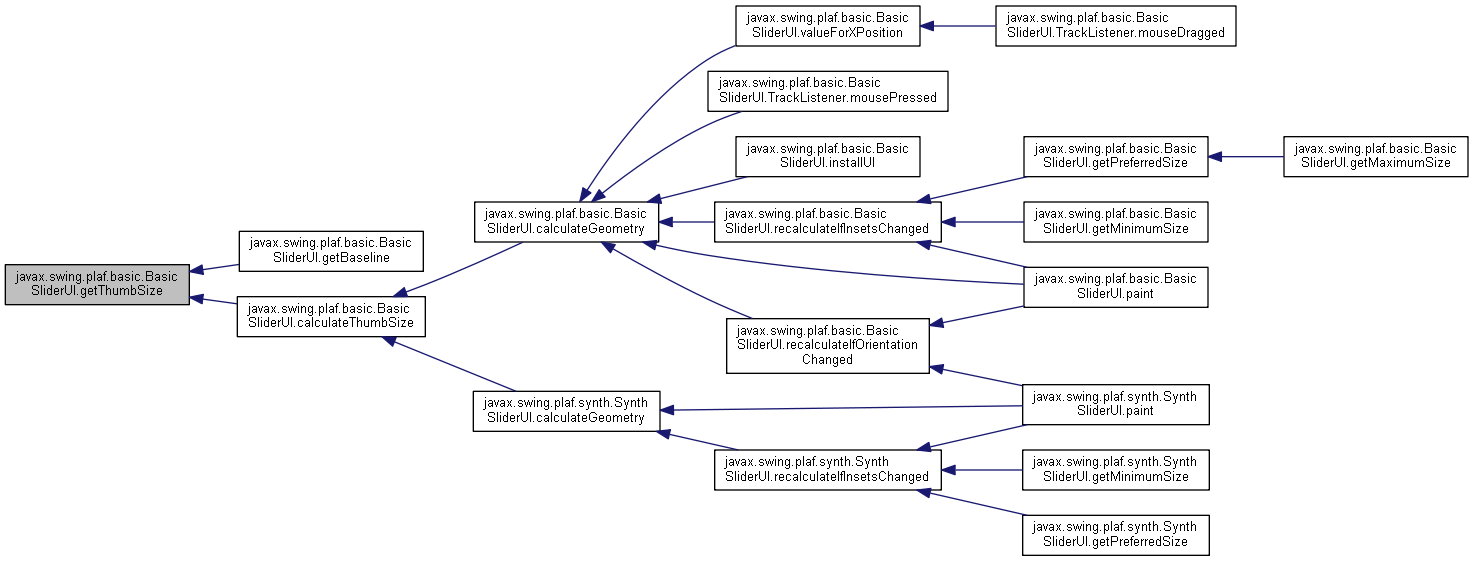 javax.swing.plaf.basic.Basic
SliderUI.getThumbSize
javax.swing.plaf.basic.Basic
SliderUI.getBaseline
javax.swing.plaf.basic.Basic
SliderUI.calculateThumbSize
javax.swing.plaf.basic.Basic
SliderUI.calculateGeometry
javax.swing.plaf.synth.Synth
SliderUI.calculateGeometry
javax.swing.plaf.basic.Basic
SliderUI.valueForXPosition
javax.swing.plaf.basic.Basic
SliderUI.TrackListener.mousePressed
javax.swing.plaf.basic.Basic
SliderUI.installUI
javax.swing.plaf.basic.Basic
SliderUI.recalculateIfInsetsChanged
javax.swing.plaf.basic.Basic
SliderUI.recalculateIfOrientation
Changed
javax.swing.plaf.synth.Synth
SliderUI.recalculateIfInsetsChanged
javax.swing.plaf.basic.Basic
SliderUI.TrackListener.mouseDragged
javax.swing.plaf.basic.Basic
SliderUI.getPreferredSize
javax.swing.plaf.basic.Basic
SliderUI.getMinimumSize
javax.swing.plaf.basic.Basic
SliderUI.paint
javax.swing.plaf.synth.Synth
SliderUI.paint
javax.swing.plaf.synth.Synth
SliderUI.getMinimumSize
javax.swing.plaf.synth.Synth
SliderUI.getPreferredSize
javax.swing.plaf.basic.Basic
SliderUI.getMaximumSize